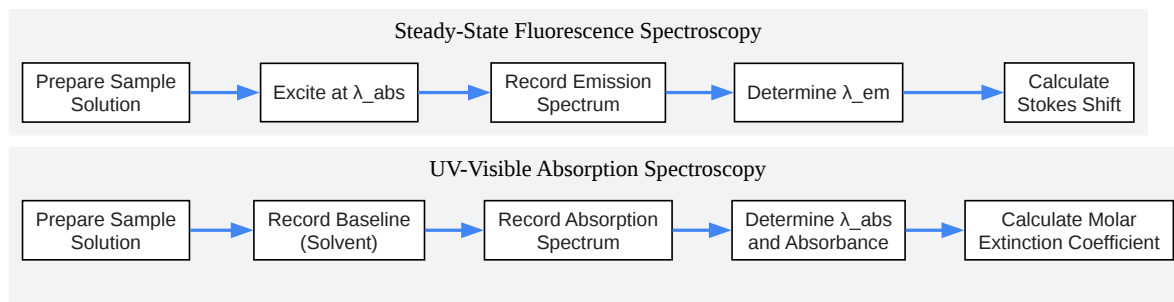 Steady-State Fluorescence Spectroscopy
Prepare Sample
Solution
Excite at λ_abs
Record Emission
Spectrum
Determine λ_em
Calculate
Stokes Shift
UV-Visible Absorption Spectroscopy
Prepare Sample
Solution
Record Baseline
(Solvent)
Record Absorption
Spectrum
Determine λ_abs
and Absorbance
Calculate Molar
Extinction Coefficient